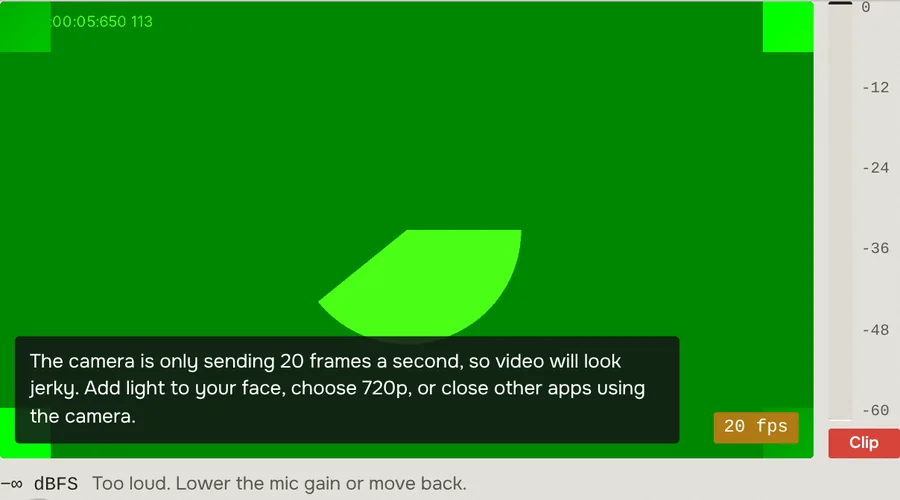 :00:05:650 113
0
-12
-24
-36
-48
-60
The camera is only sending 20 frames a second, so video will look
jerky. Add light to your face, choose 720p, or close other apps using
the camera.
20 fps
Clip
−∞ dBFS Too loud. Lower the mic gain or move back.